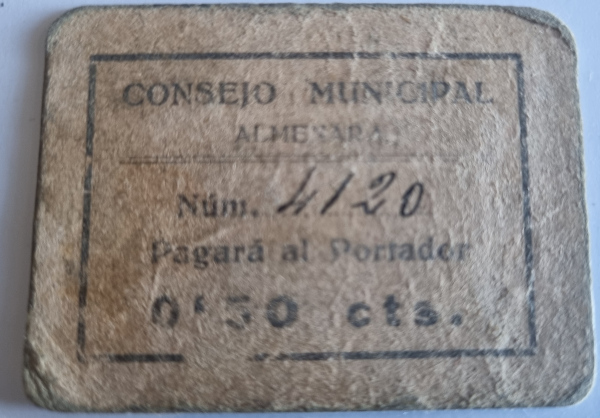 CONSEJO MUNICIPAL
ALMENARA
Núm. 4120
Pagará al Portador
0'50 cts.